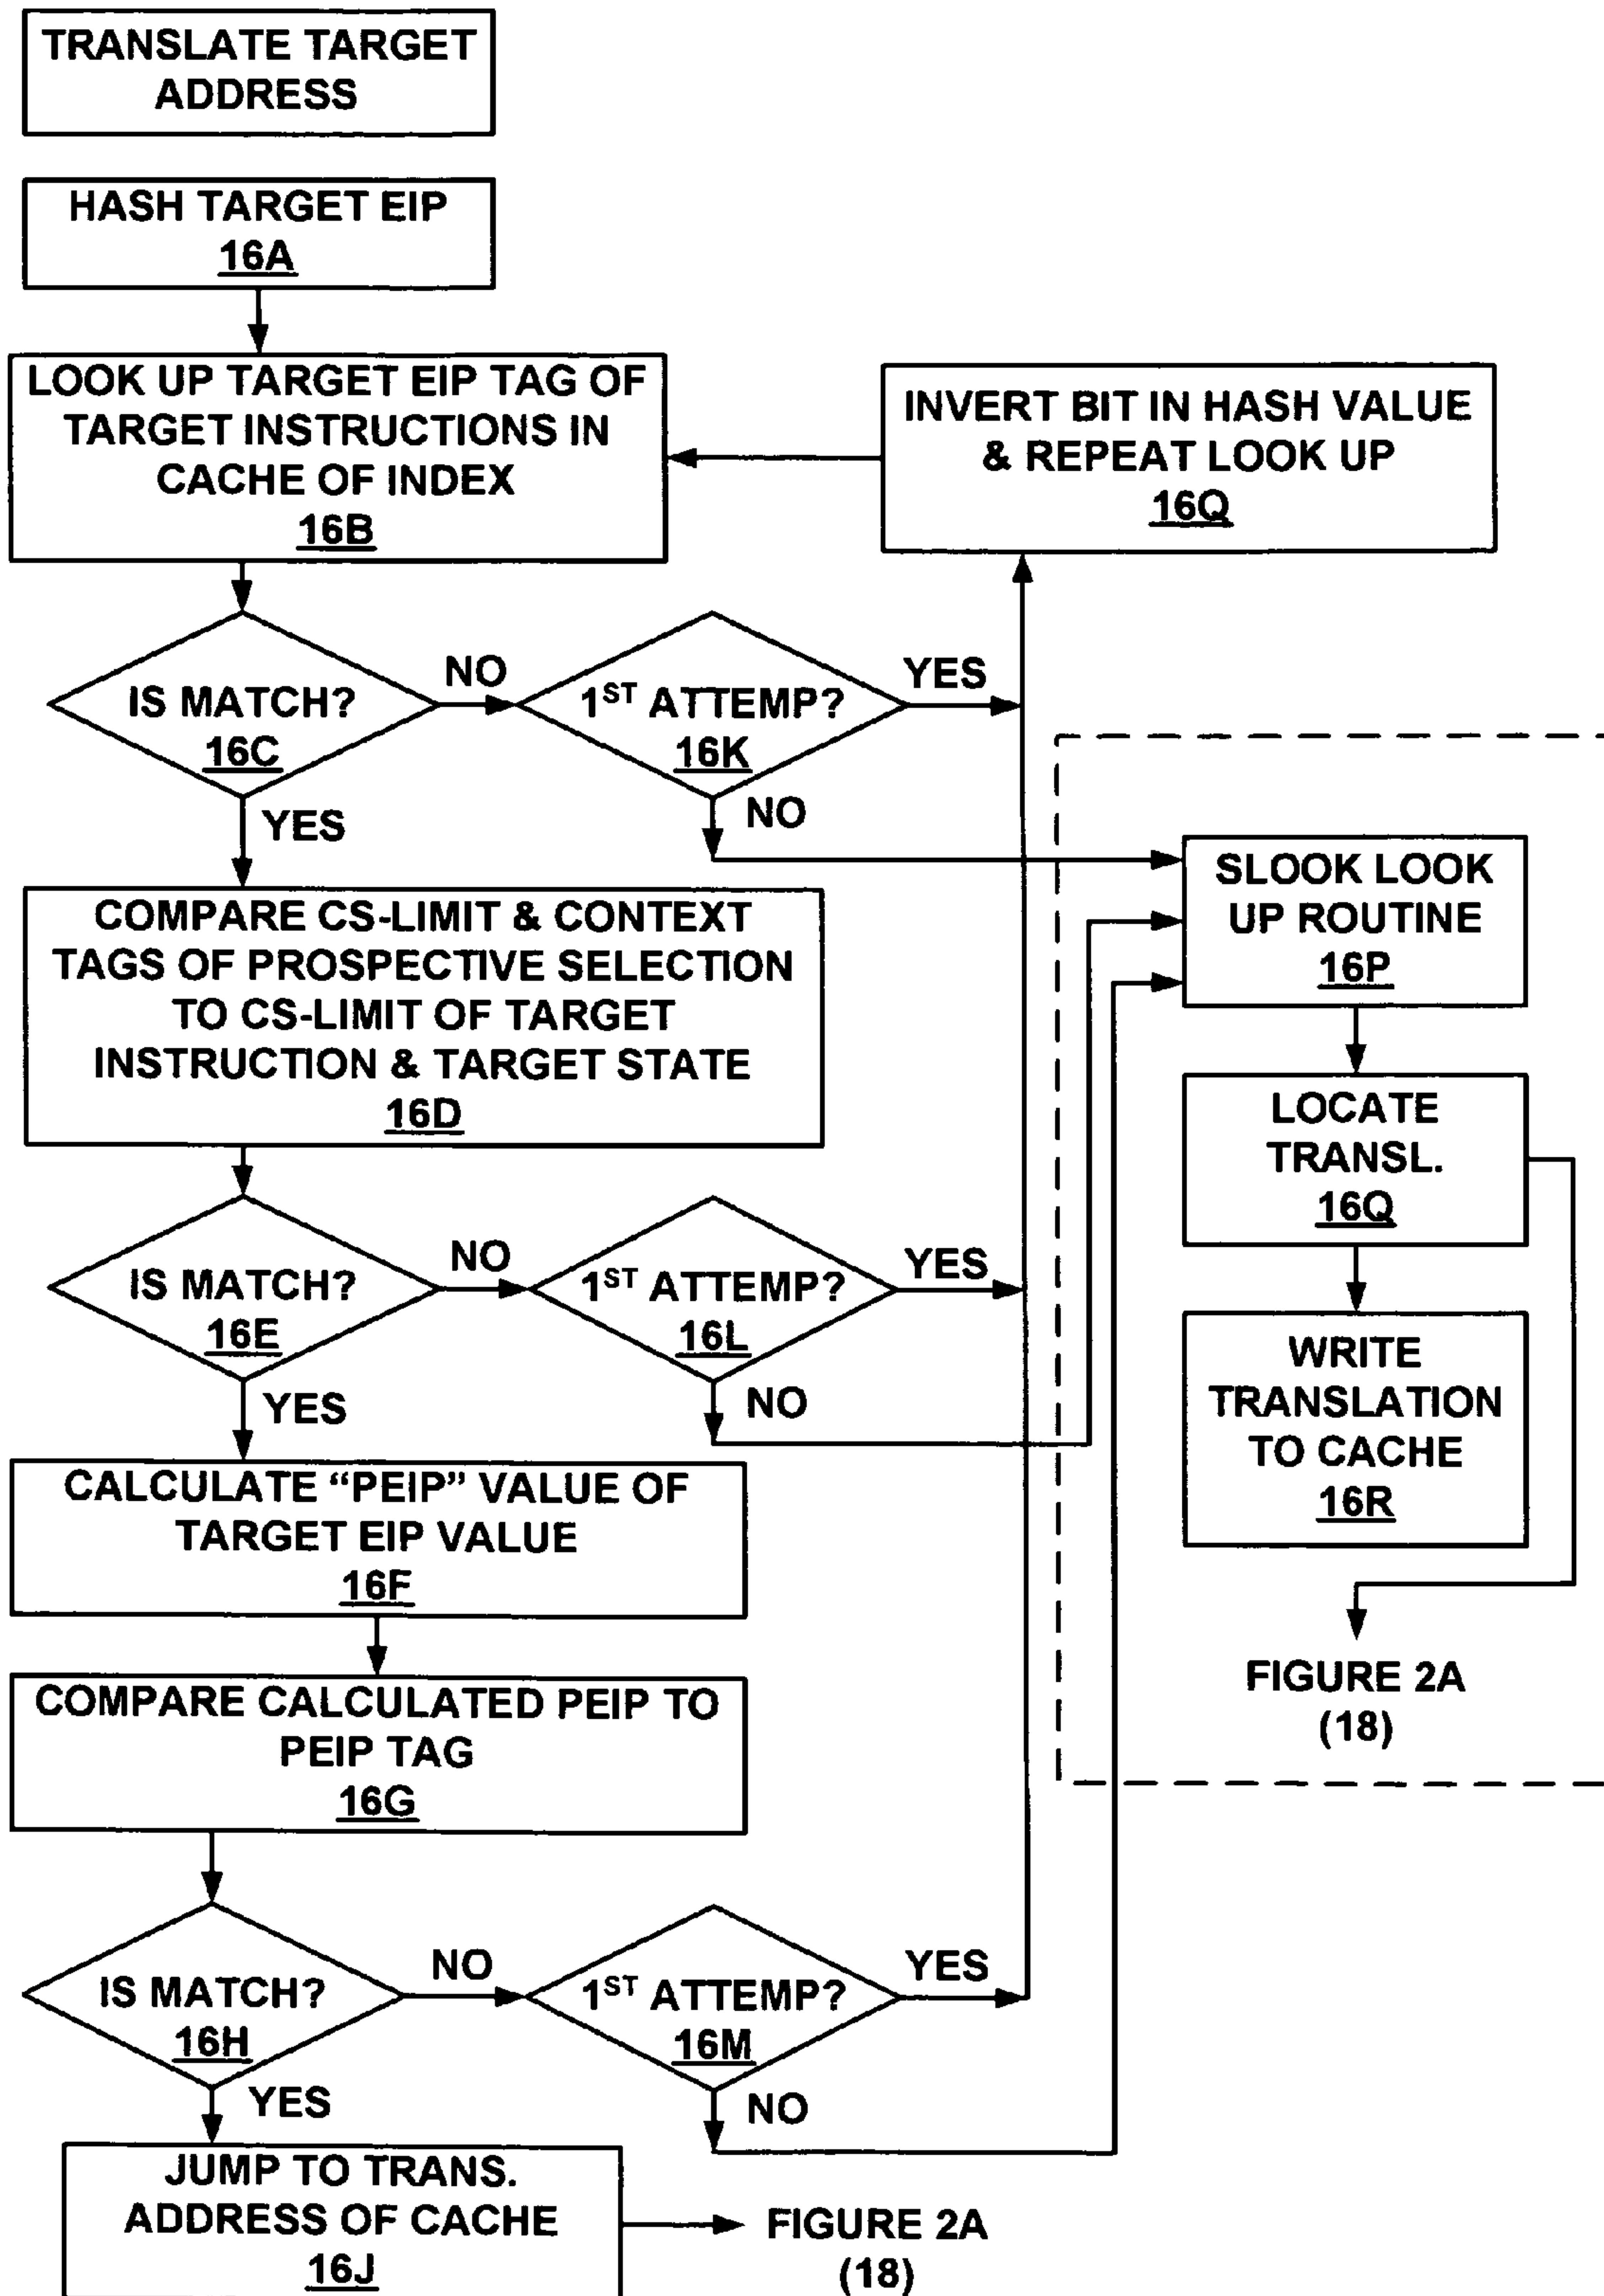 TRANSLATE TARGET
ADDRESS
HASH TARGET EIP
16A
LOOK UP TARGET EIP TAG OF
TARGET INSTRUCTIONS IN
CACHE OF INDEX
16B
INVERT BIT IN HASH VALUE
& REPEAT LOOK UP
16Q
IS MATCH?
16C
NO
1ST ATTEMP?
16K
YES
NO
YES
COMPARE CS-LIMIT & CONTEXT
TAGS OF PROSPECTIVE SELECTION
TO CS-LIMIT OF TARGET
INSTRUCTION & TARGET STATE
16D
SLOOK LOOK
UP ROUTINE
16P
LOCATE
TRANSL.
16Q
WRITE
TRANSLATION
TO CACHE
16R
FIGURE 2A
(18)
IS MATCH?
16E
NO
1ST ATTEMP?
16L
YES
NO
YES
CALCULATE “PEIP” VALUE OF
TARGET EIP VALUE
16F
COMPARE CALCULATED PEIP TO
PEIP TAG
16G
IS MATCH?
16H
NO
1ST ATTEMP?
16M
YES
NO
YES
JUMP TO TRANS.
ADDRESS OF CACHE
16J
FIGURE 2A
(18)